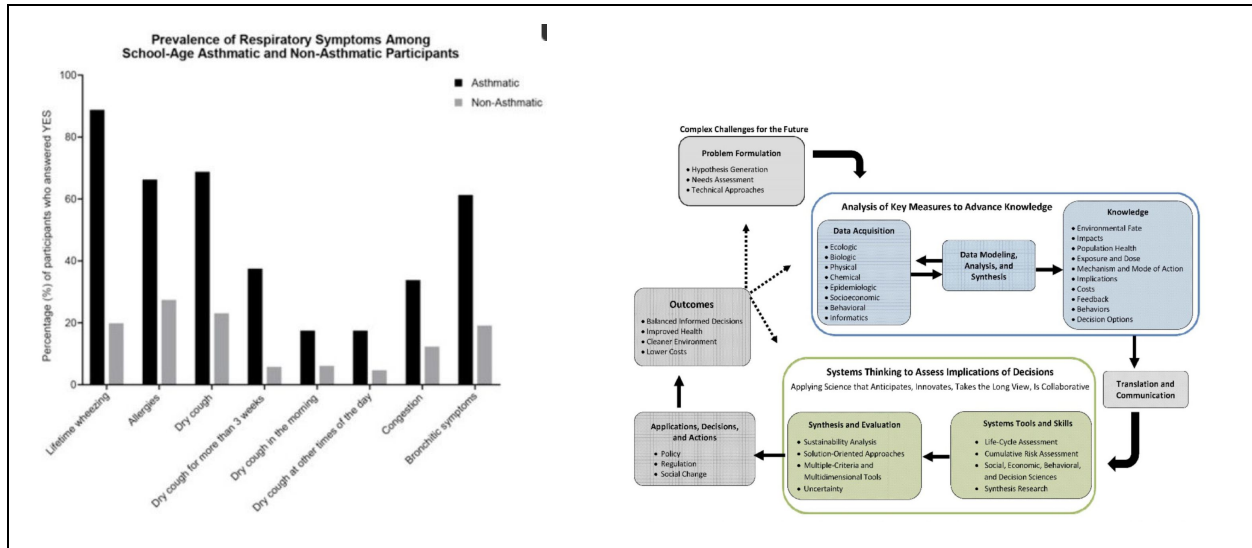 Prevalence of Respiratory Symptoms Among
School-Age Asthmatic and Non-Asthmatic Participants
Asthmatic
Non-Asthmatic
Percentage (%) of participants who answered YES
100
80
60
40
20
0
Lifetime wheezing
Allergies
Dry cough
Dry cough for more than 3 weeks
Dry cough in the morning
Dry cough at other times of the day
Congestion
Bronchitic symptoms
Complex Challenges for the Future
Problem Formulation
• Hypothesis Generation
• Needs Assessment
• Technical Approaches
Analysis of Key Measures to Advance Knowledge
Data Acquisition
• Ecologic
• Biologic
• Physical
• Chemical
• Epidemiologic
• Socioeconomic
• Behavioral
• Informatics
Data Modeling,
Analysis, and
Synthesis
Knowledge
• Environmental Fate
• Impacts
• Population Health
• Exposure and Dose
• Mechanism and Mode of Action
• Implications
• Costs
• Feedback
• Behaviors
• Decision Options
Translation and
Communication
Systems Thinking to Assess Implications of Decisions
Applying Science that Anticipates, Innovates, Takes the Long View, Is Collaborative
Systems Tools and Skills
• Life-Cycle Assessment
• Cumulative Risk Assessment
• Social, Economic, Behavioral,
and Decision Sciences
• Synthesis Research
Synthesis and Evaluation
• Sustainability Analysis
• Solution-Oriented Approaches
• Multiple-Criteria and
Multidimensional Tools
• Uncertainty
Applications, Decisions,
and Actions
• Policy
• Regulation
• Social Change
Outcomes
• Balanced Informed Decisions
• Improved Health
• Cleaner Environment
• Lower Costs